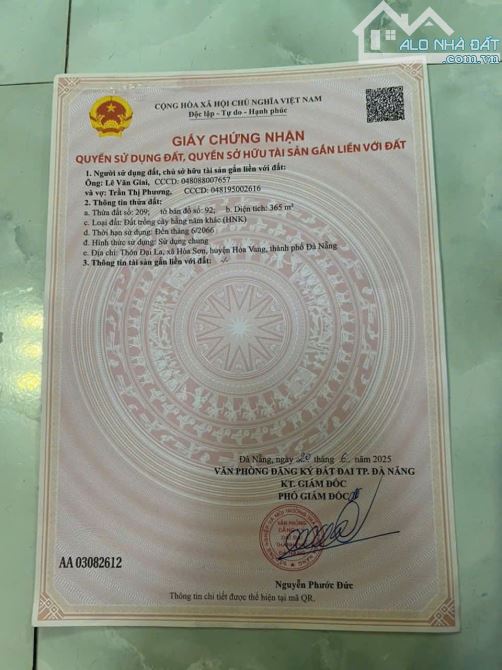 ALO NHÀ ĐẤT
.com.vn
CỘNG HÒA XÃ HỘI CHỦ NGHĨA VIỆT NAM
Độc lập - Tự do - Hạnh phúc
GIẤY CHỨNG NHẬN
QUYỀN SỬ DỤNG ĐẤT, QUYỀN SỞ HỮU TÀI SẢN GẮN LIỀN VỚI ĐẤT
1. Người sử dụng đất, chủ sở hữu tài sản gắn liền với đất:
Ông: Lê Văn Giai, CCCD: 048088007657
và vợ: Trần Thị Phương, CCCD: 048195002616
2. Thông tin thửa đất:
a. Thửa đất số: 209; tờ bản đồ số: 92; b. Diện tích: 365 m²
c. Loại đất: Đất trồng cây hằng năm khác (HNK)
d. Thời hạn sử dụng: Đến tháng 6/2066
đ. Hình thức sử dụng: Sử dụng chung
e. Địa chỉ: Thôn Đại La, xã Hòa Sơn, huyện Hòa Vang, thành phố Đà Nẵng
3. Thông tin tài sản gắn liền với đất:
Đà Nẵng, ngày 20 tháng 6 năm 2025
VĂN PHÒNG ĐĂNG KÝ ĐẤT ĐAI TP. ĐÀ NẴNG
KT. GIÁM ĐỐC
PHÓ GIÁM ĐỐC
VĂN PHÒNG
AA 03082612
Nguyễn Phước Đức
Thông tin chi tiết được thể hiện tại mã QR.